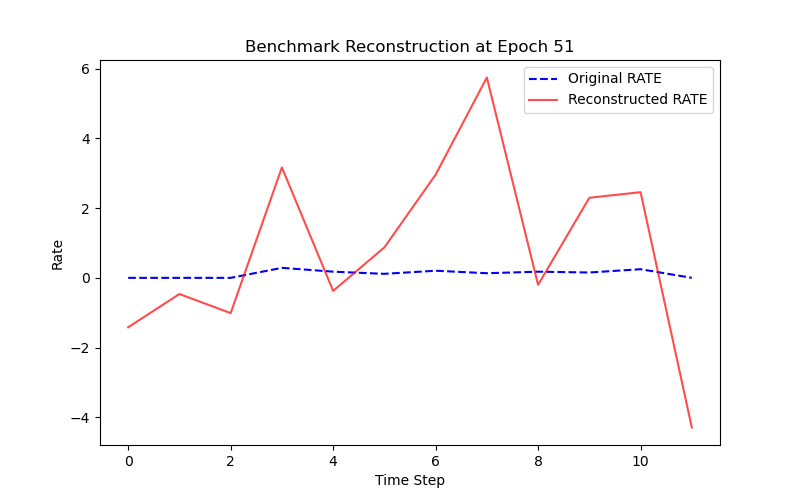 Benchmark Reconstruction at Epoch 51
Original RATE
Reconstructed RATE
6
4
2
0
−2
−4
Rate
0 2 4 6 8 10
Time Step